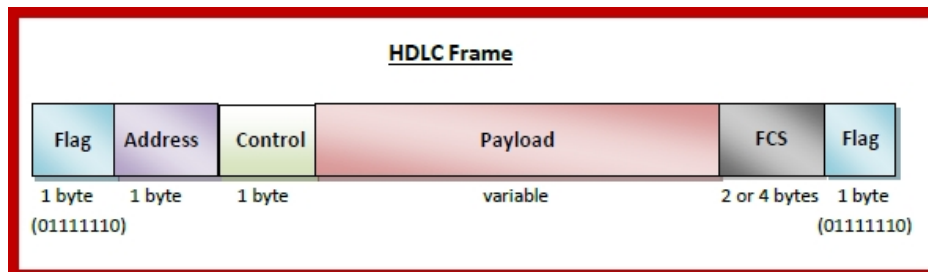 HDLC Frame
Flag Address Control Payload FCS Flag
1 byte 1 byte 1 byte variable 2 or 4 bytes 1 byte
(01111110) (01111110)